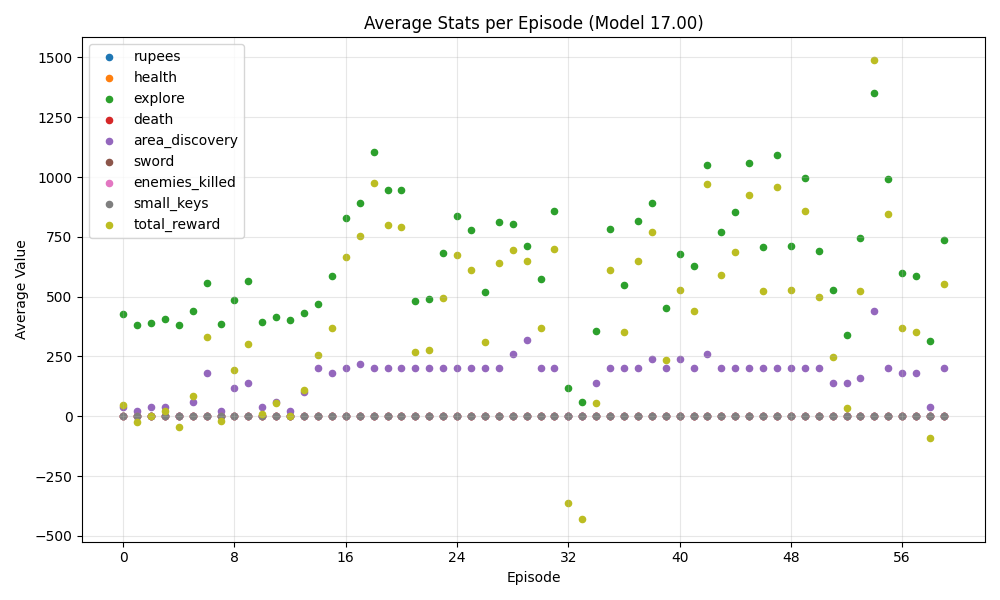 Average Stats per Episode (Model 17.00)
rupees
health
explore
death
area_discovery
sword
enemies_killed
small_keys
total_reward
Average Value
1500
1250
1000
750
500
250
0
−250
−500
0 8 16 24 32 40 48 56
Episode